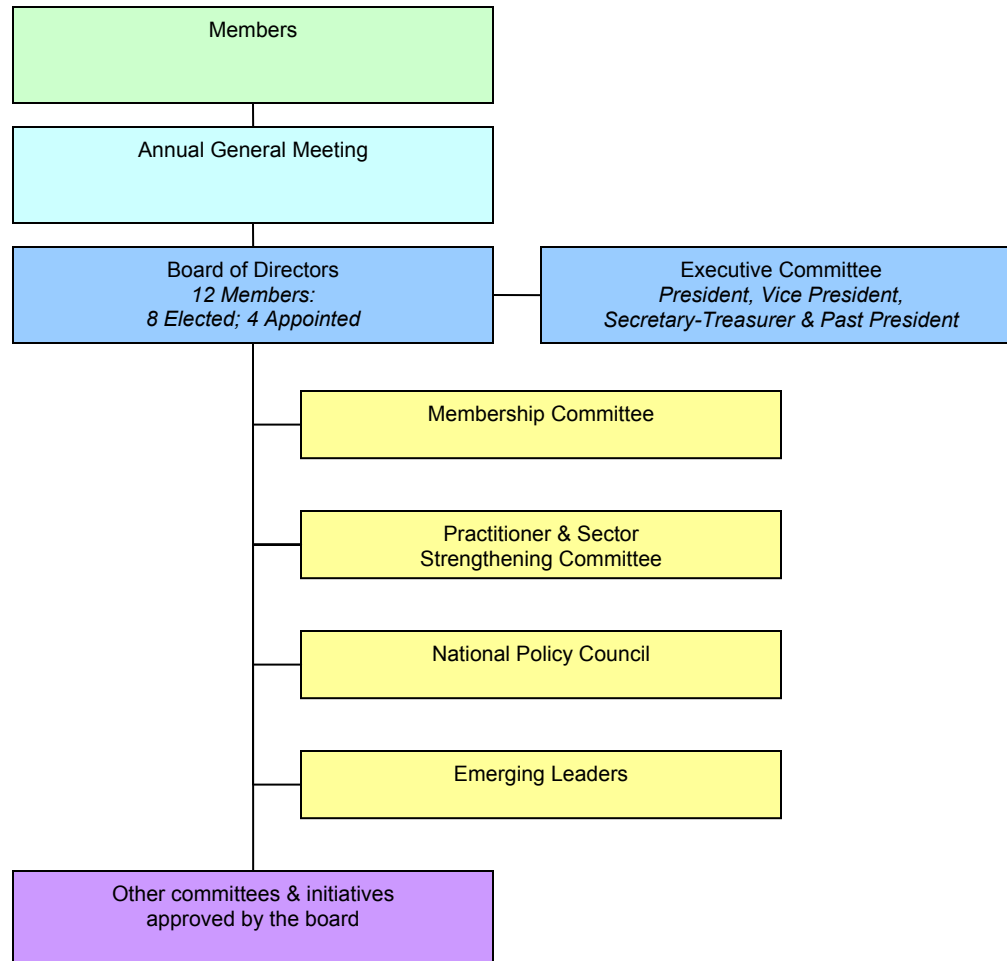 Members
Annual General Meeting
Board of Directors
12 Members:
8 Elected; 4 Appointed
Executive Committee
President, Vice President,
Secretary-Treasurer & Past President
Membership Committee
Practitioner & Sector
Strengthening Committee
National Policy Council
Emerging Leaders
Other committees & initiatives
approved by the board